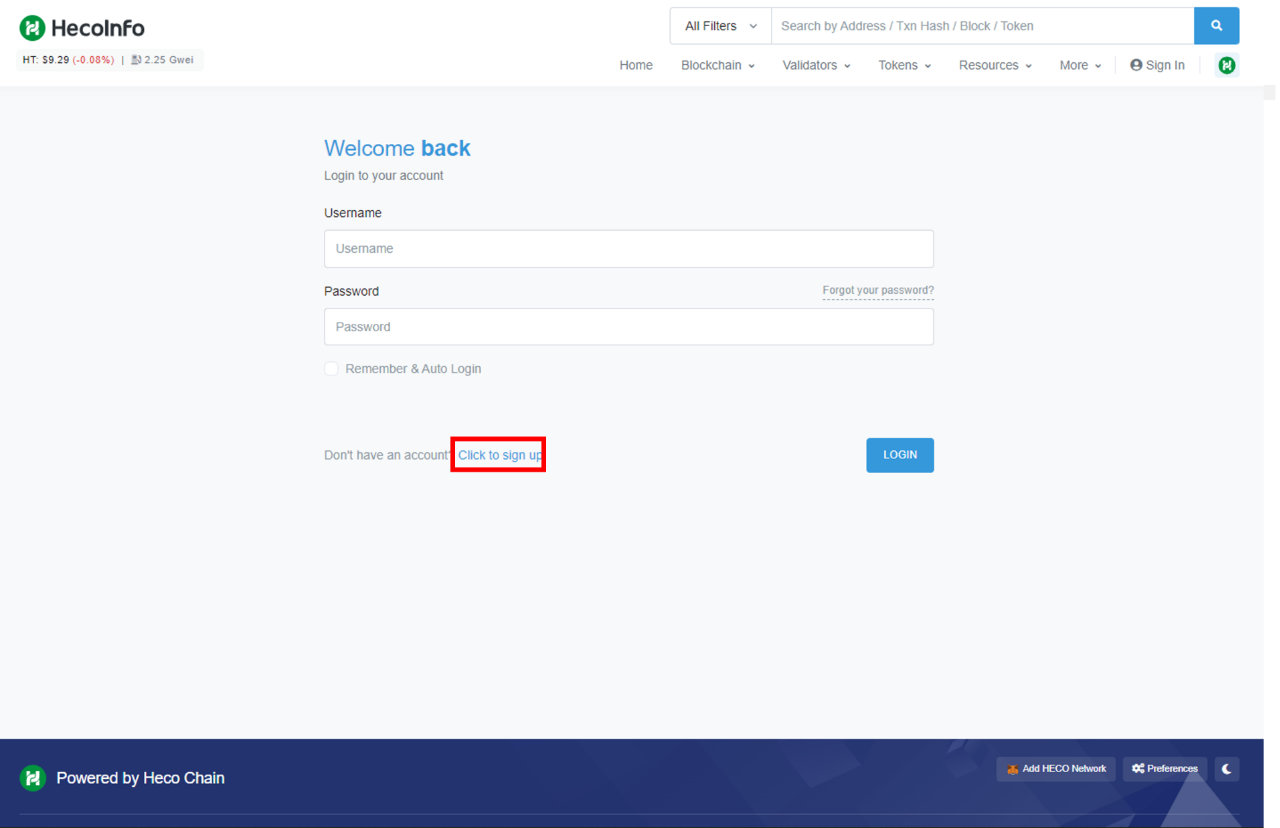 HecoInfo
All Filters
Search by Address / Txn Hash / Block / Token
HT: $9.29 (-0.08%) | 2.25 Gwei
Home Blockchain Validators Tokens Resources More Sign In
Welcome back
Login to your account
Username
Username
Password Forgot your password?
Password
Remember & Auto Login
Don't have an account? Click to sign up LOGIN
Powered by Heco Chain Add HECO Network Preferences